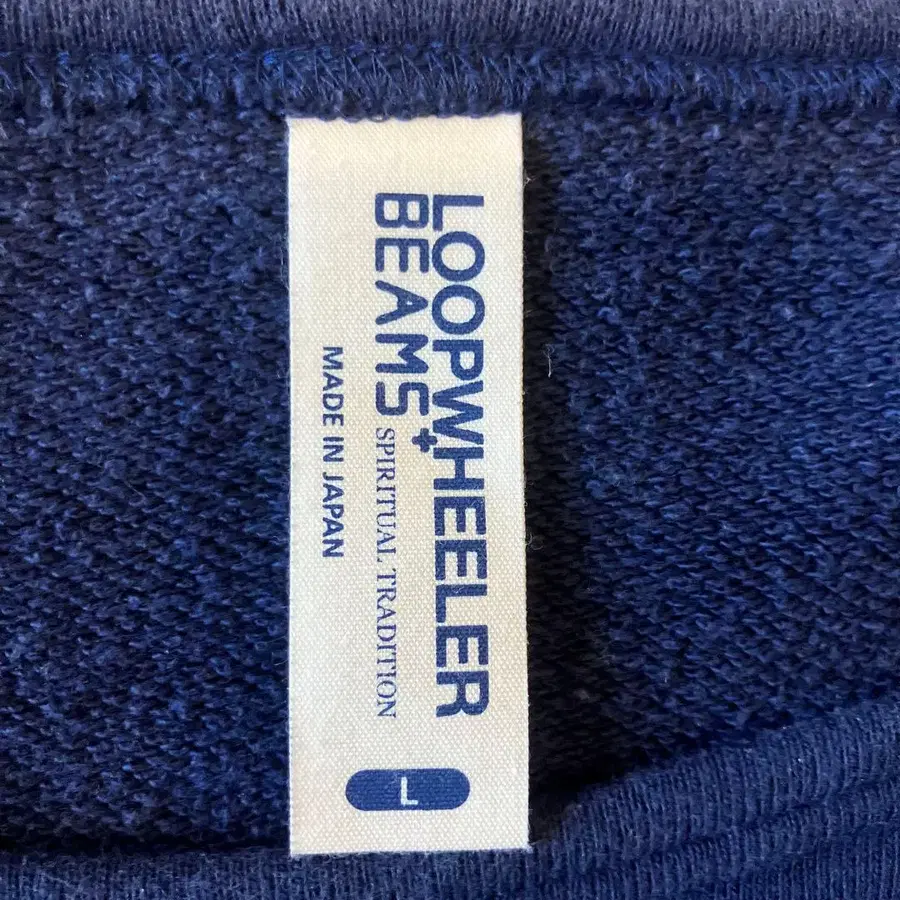 LOOPWHEELER
+
BEAMS SPIRITUAL TRADITION
MADE IN JAPAN
L